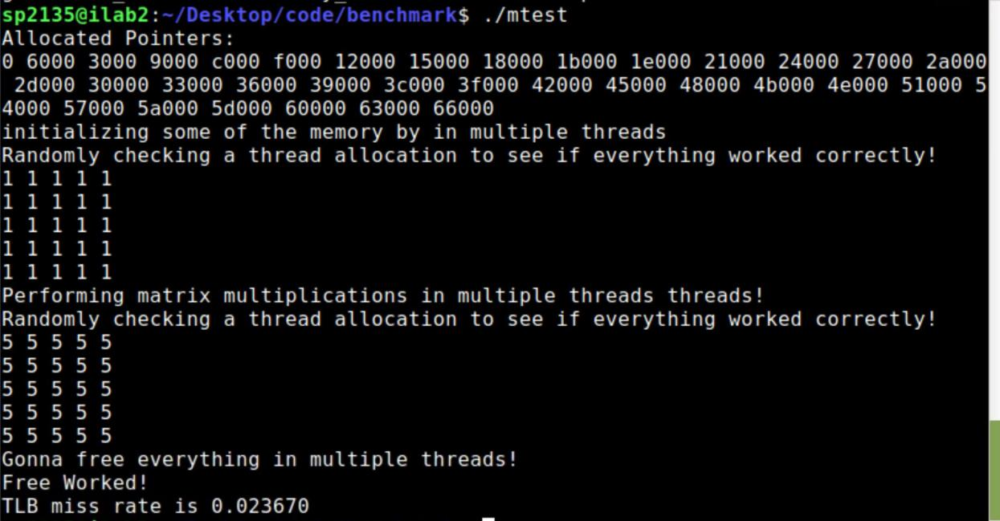 sp2135@ilab2:~/Desktop/code/benchmark$ ./mtest
Allocated Pointers:
0 6000 3000 9000 c000 f000 12000 15000 18000 1b000 1e000 21000 24000 27000 2a000
2d000 30000 33000 36000 39000 3c000 3f000 42000 45000 48000 4b000 4e000 51000 5
4000 57000 5a000 5d000 60000 63000 66000
initializing some of the memory by in multiple threads
Randomly checking a thread allocation to see if everything worked correctly!
1 1 1 1 1
1 1 1 1 1
1 1 1 1 1
1 1 1 1 1
1 1 1 1 1
Performing matrix multiplications in multiple threads threads!
Randomly checking a thread allocation to see if everything worked correctly!
5 5 5 5 5
5 5 5 5 5
5 5 5 5 5
5 5 5 5 5
5 5 5 5 5
Gonna free everything in multiple threads!
Free Worked!
TLB miss rate is 0.023670